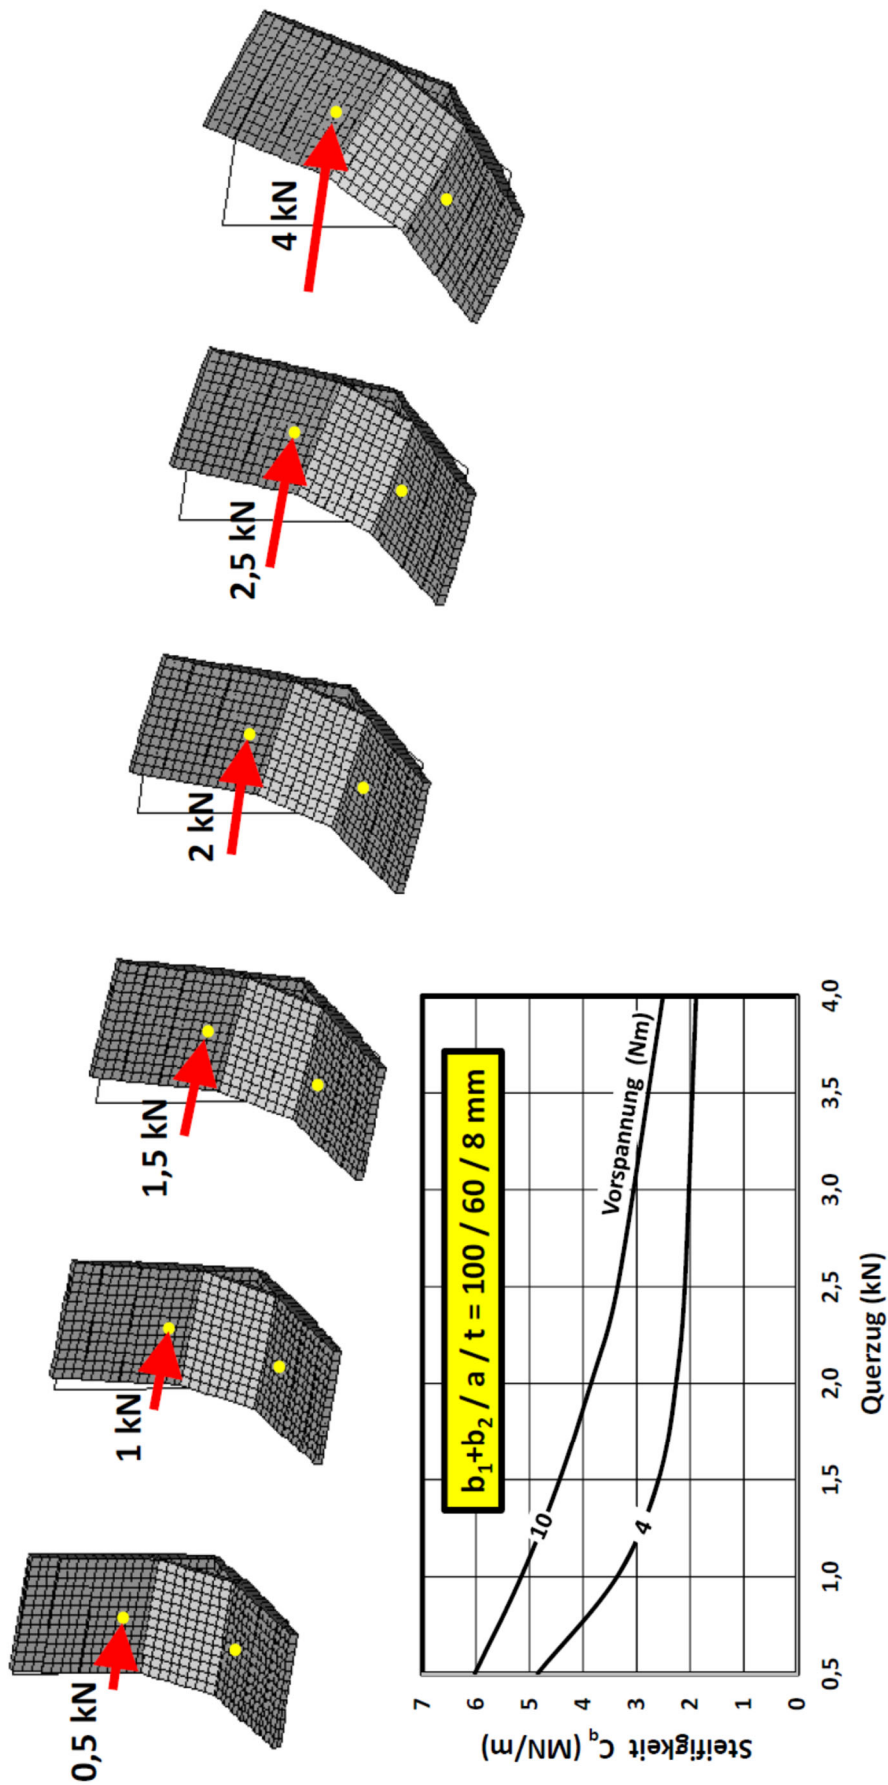 0,5 kN
1 kN
1,5 kN
2 kN
2,5 kN
4 kN
b₁+b₂ / a / t = 100 / 60 / 8 mm
Vorspannung (Nm)
10
4
Steifigkeit C_q (MN/m)
7
6
5
4
3
2
1
0
0,5
1,0
1,5
2,0
2,5
3,0
3,5
4,0
Querzug (kN)